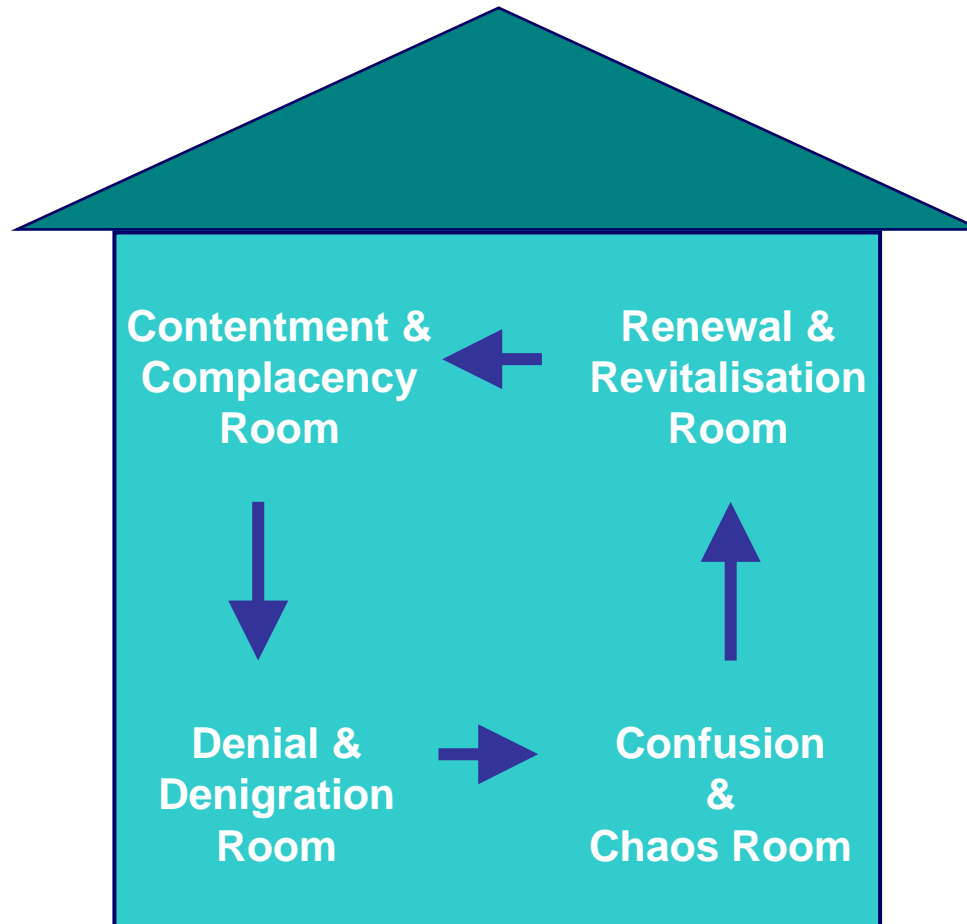 Contentment &
Complacency
Room
Renewal &
Revitalisation
Room
Denial &
Denigration
Room
Confusion
&
Chaos Room